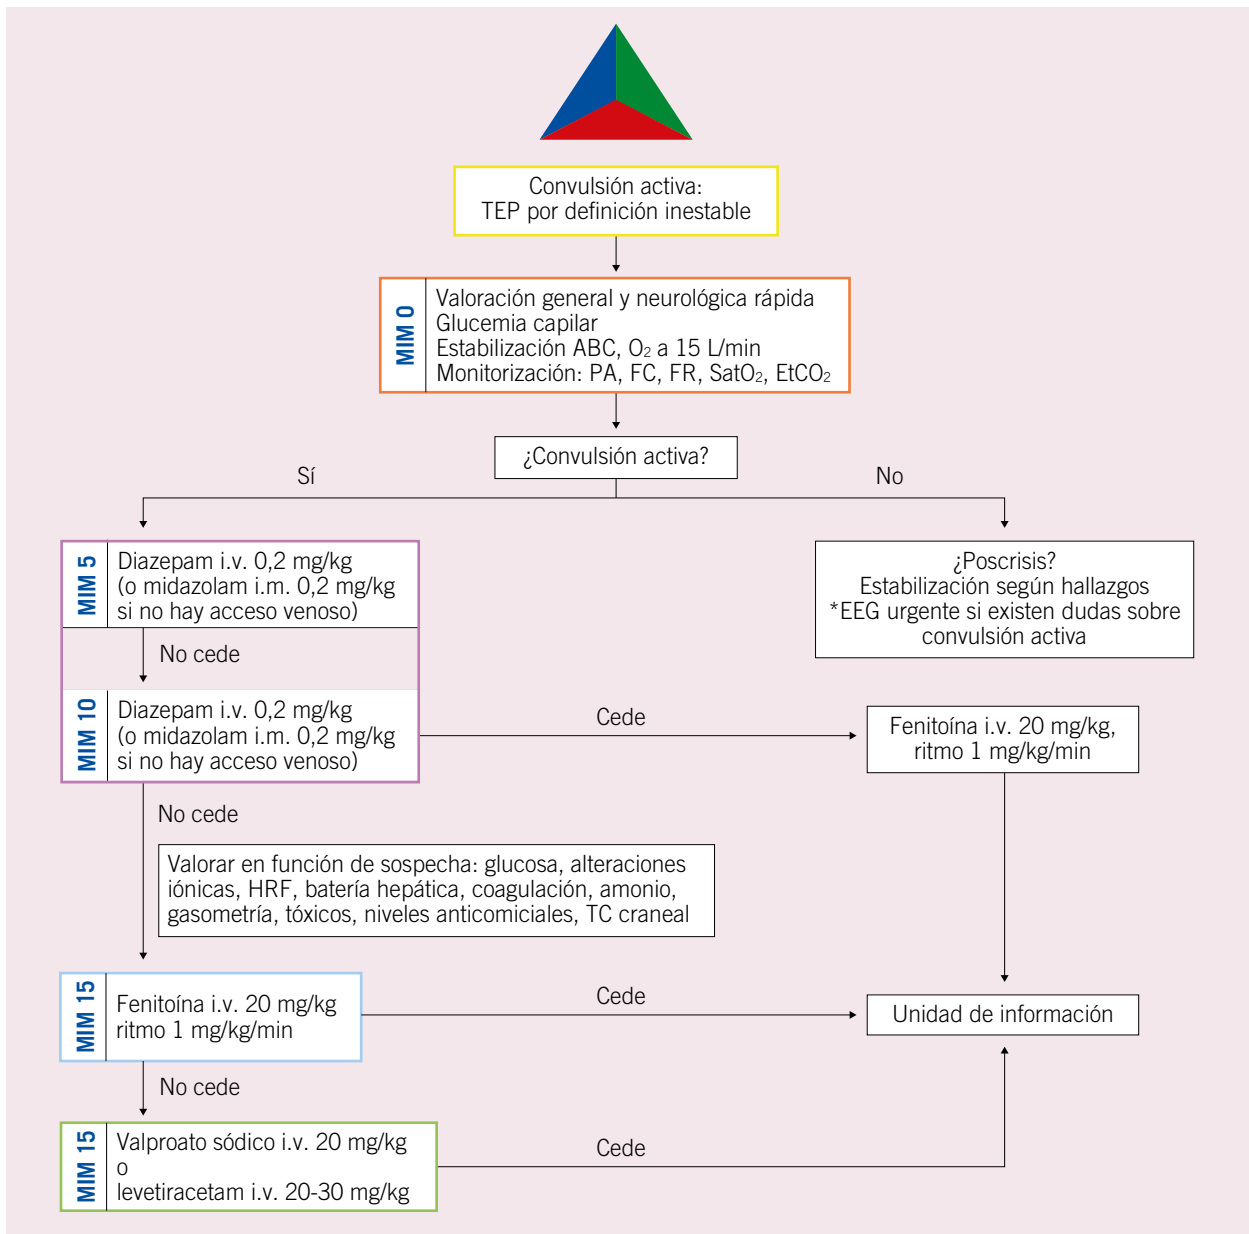 Convulsión activa:
TEP por definición inestable
MIM 0
Valoración general y neurológica rápida
Glucemia capilar
Estabilización ABC, O₂ a 15 L/min
Monitorización: PA, FC, FR, SatO₂, EtCO₂
¿Convulsión activa?
Sí
No
MIM 5
Diazepam i.v. 0,2 mg/kg
(o midazolam i.m. 0,2 mg/kg
si no hay acceso venoso)
¿Poscrisis?
Estabilización según hallazgos
*EEG urgente si existen dudas sobre
convulsión activa
No cede
MIM 10
Diazepam i.v. 0,2 mg/kg
(o midazolam i.m. 0,2 mg/kg
si no hay acceso venoso)
Cede
Fenitoína i.v. 20 mg/kg,
ritmo 1 mg/kg/min
No cede
Valorar en función de sospecha: glucosa, alteraciones
iónicas, HRF, batería hepática, coagulación, amonio,
gasometría, tóxicos, niveles anticomiciales, TC craneal
MIM 15
Fenitoína i.v. 20 mg/kg
ritmo 1 mg/kg/min
Cede
Unidad de información
No cede
MIM 15
Valproato sódico i.v. 20 mg/kg
o
levetiracetam i.v. 20-30 mg/kg
Cede